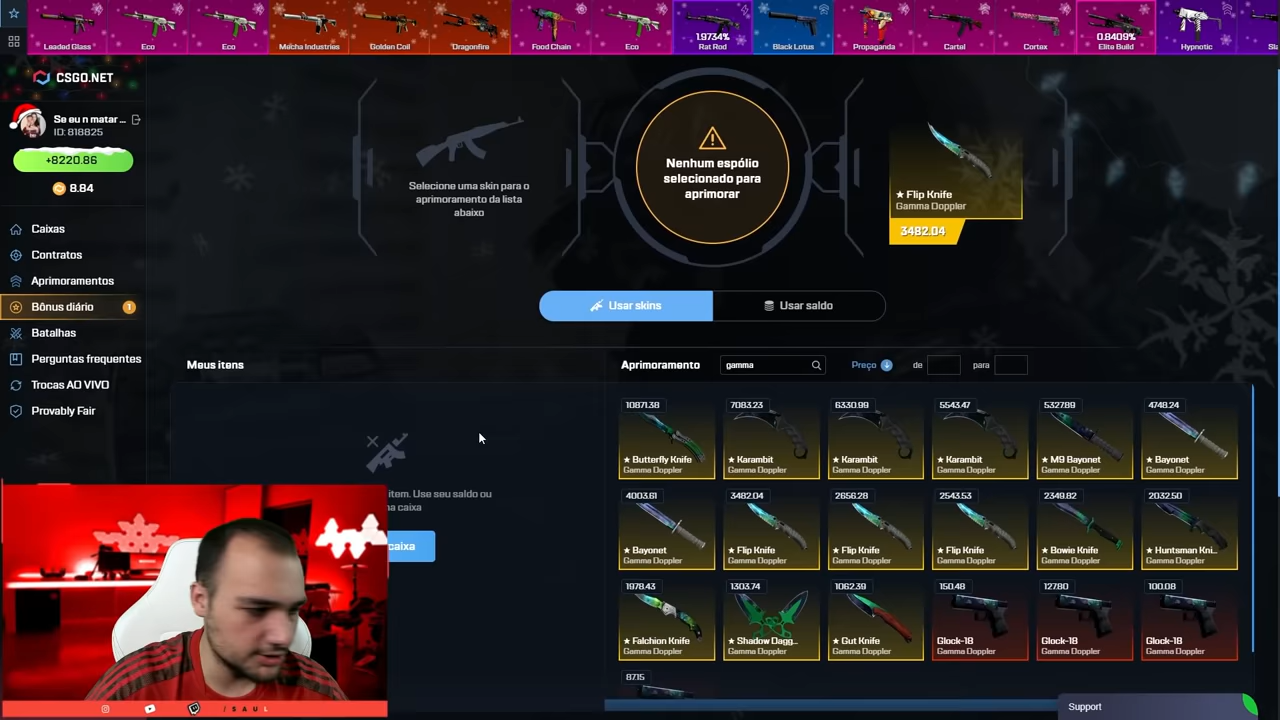 Leaded Glass
Eco
Eco
Mecha Industries
Golden Coil
Dragonfire
Food Chain
Eco
1.9734%
Rat Rod
Black Lotus
Propaganda
Cartel
Cortex
0.8409%
Elite Build
Hypnotic
CSGO.NET
Se eu n matar ...
ID: 818825
+8220.86
8.84
Caixas
Contratos
Aprimoramentos
Bônus diário
1
Batalhas
Perguntas frequentes
Trocas AO VIVO
Provably Fair
Selecione uma skin para o
aprimoramento da lista
abaixo
Nenhum espólio
selecionado para
aprimorar
★ Flip Knife
Gamma Doppler
3482.04
Usar skins
Usar saldo
Meus itens
Aprimoramento
gamma
Preço
de
para
item. Use seu saldo ou
caixa
caixa
10871.38
★ Butterfly Knife
Gamma Doppler
7083.23
★ Karambit
Gamma Doppler
6330.99
★ Karambit
Gamma Doppler
5543.47
★ Karambit
Gamma Doppler
5327.89
★ M9 Bayonet
Gamma Doppler
4748.24
★ Bayonet
Gamma Doppler
4003.61
★ Bayonet
Gamma Doppler
3482.04
★ Flip Knife
Gamma Doppler
2656.28
★ Flip Knife
Gamma Doppler
2543.53
★ Flip Knife
Gamma Doppler
2349.82
★ Bowie Knife
Gamma Doppler
2032.50
★ Huntsman Kni...
Gamma Doppler
1978.43
★ Falchion Knife
Gamma Doppler
1303.74
★ Shadow Dagg...
Gamma Doppler
1062.39
★ Gut Knife
Gamma Doppler
150.48
Glock-18
Gamma Doppler
127.80
Glock-18
Gamma Doppler
100.08
Glock-18
Gamma Doppler
87.15
Support
/SAUL